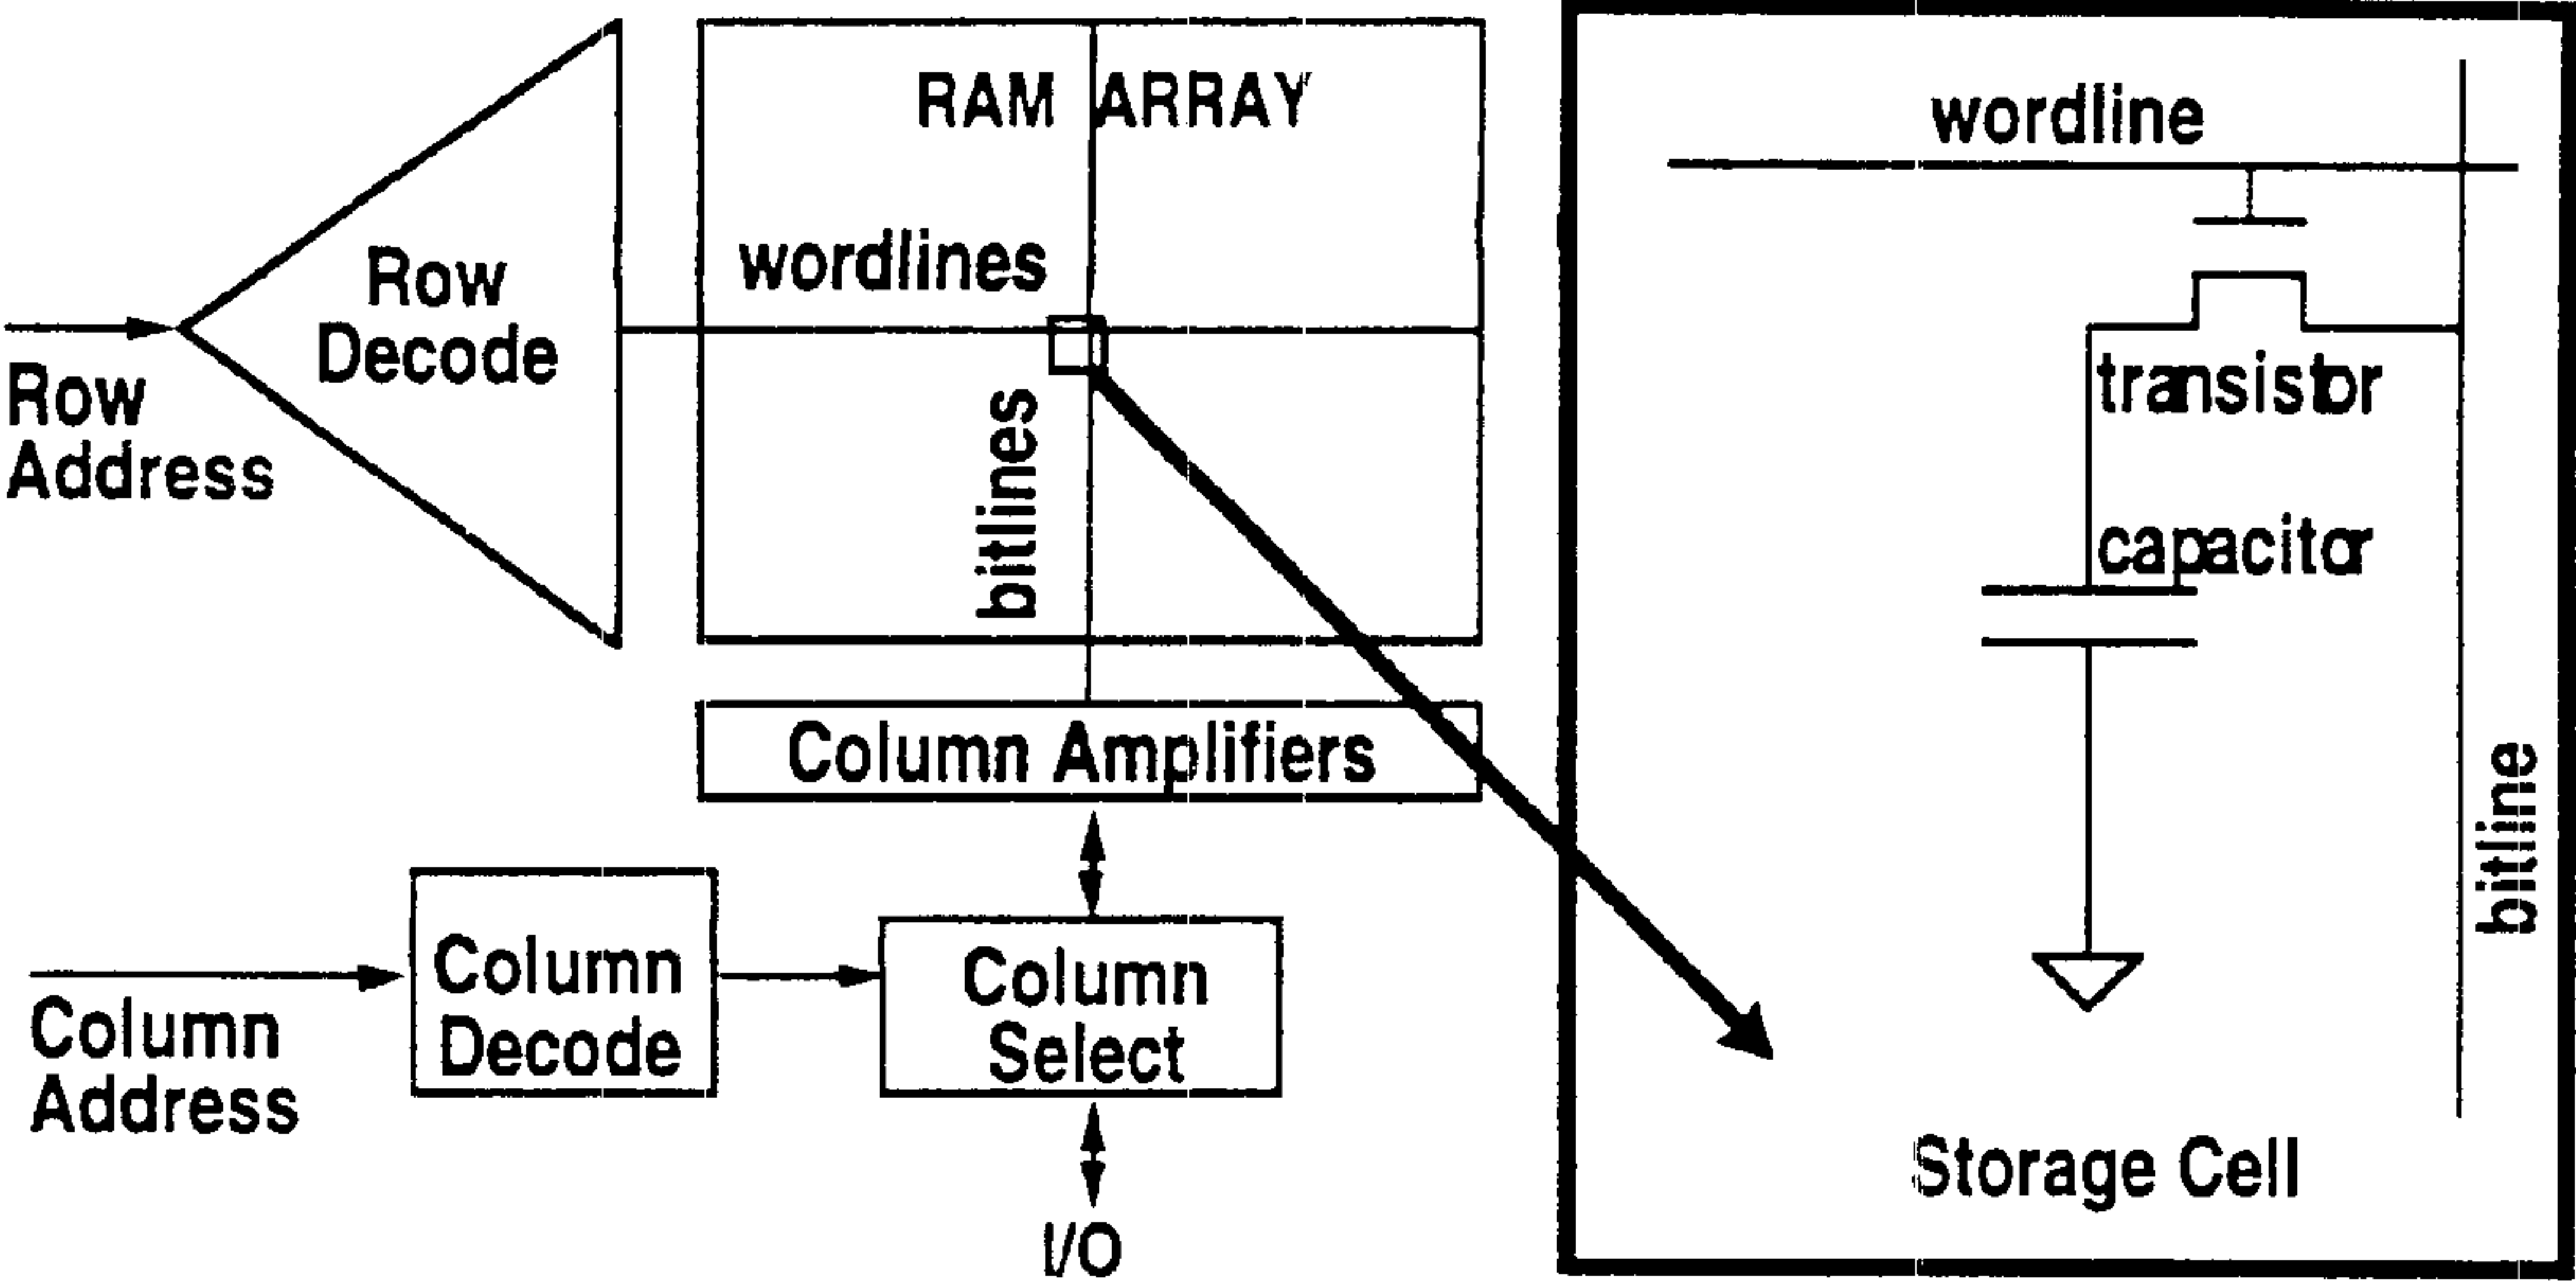 RAM ARRAY
wordlines
Row
Decode
Row
Address
bitlines
Column Amplifiers
Column
Decode
Column
Address
Column
Select
I/O
wordline
transistor
capacitor
bitline
Storage Cell